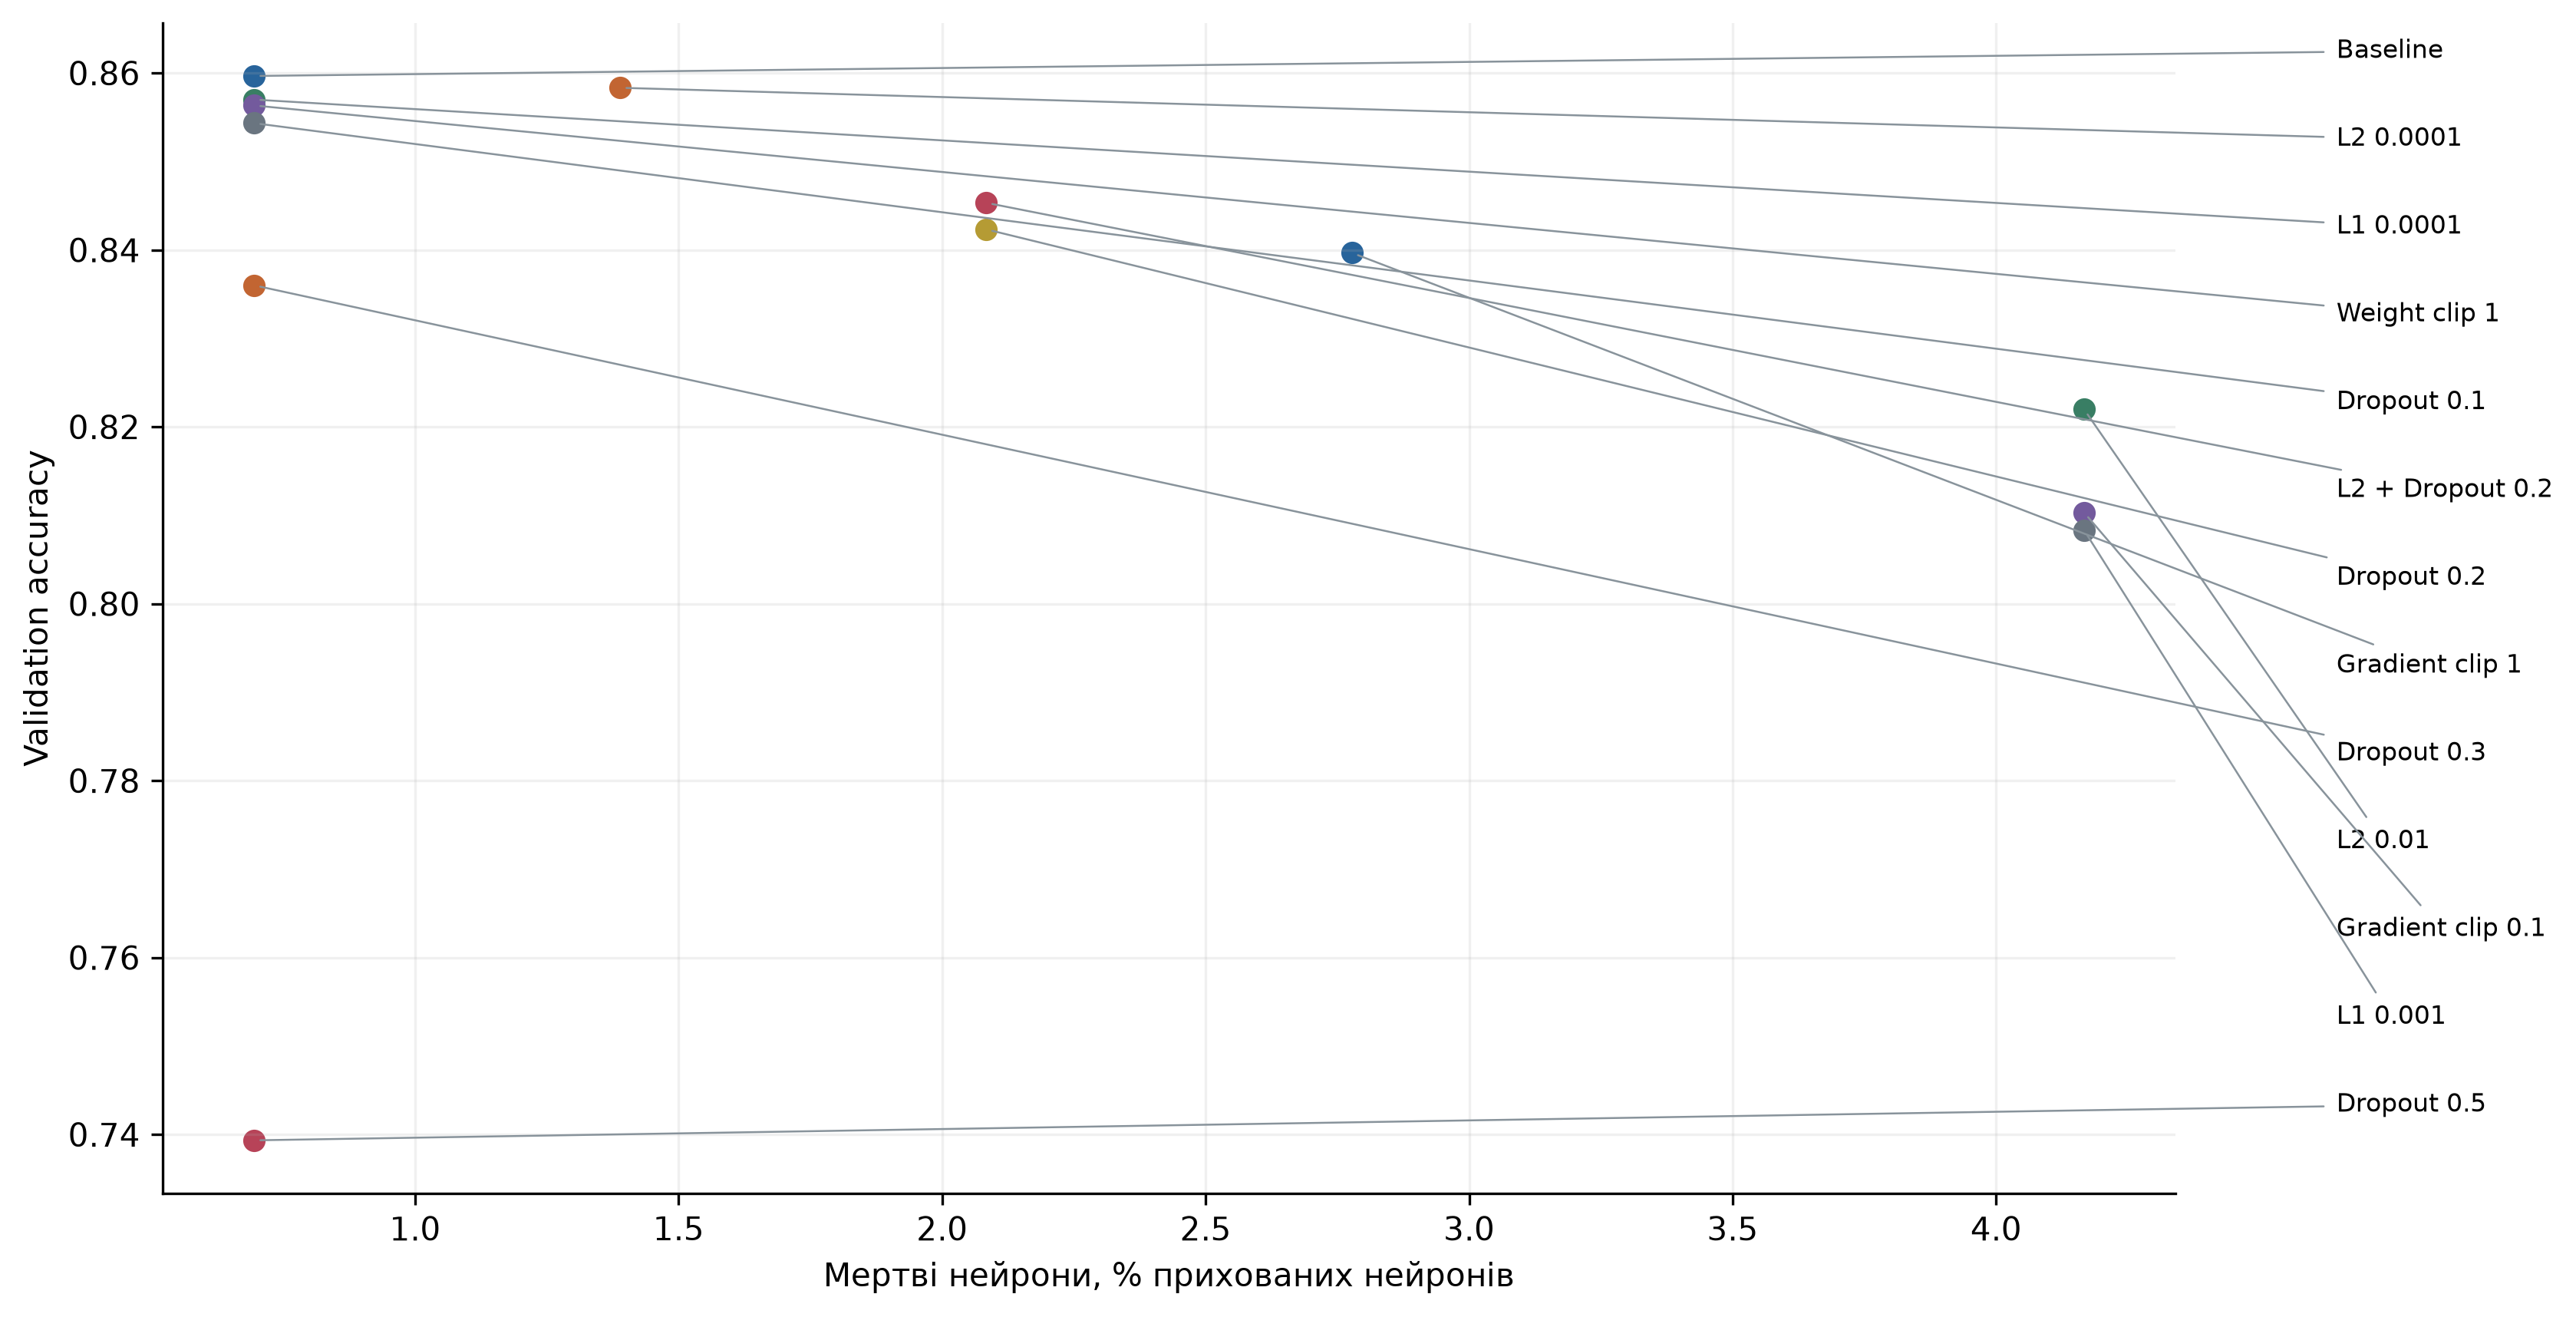 Validation accuracy
0.86
0.84
0.82
0.80
0.78
0.76
0.74
1.0
1.5
2.0
2.5
3.0
3.5
4.0
Мертві нейрони, % прихованих нейронів
Baseline
L2 0.0001
L1 0.0001
Weight clip 1
Dropout 0.1
L2 + Dropout 0.2
Dropout 0.2
Gradient clip 1
Dropout 0.3
L2 0.01
Gradient clip 0.1
L1 0.001
Dropout 0.5